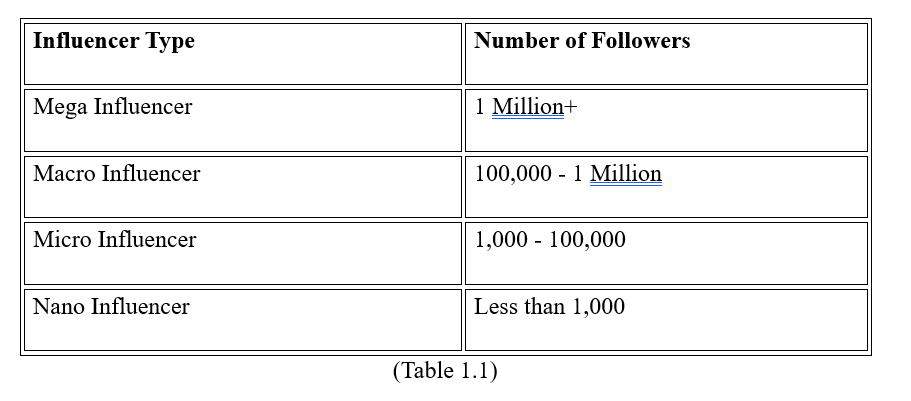 Influencer Type Number of Followers
Mega Influencer 1 Million+
Macro Influencer 100,000 - 1 Million
Micro Influencer 1,000 - 100,000
Nano Influencer Less than 1,000
(Table 1.1)